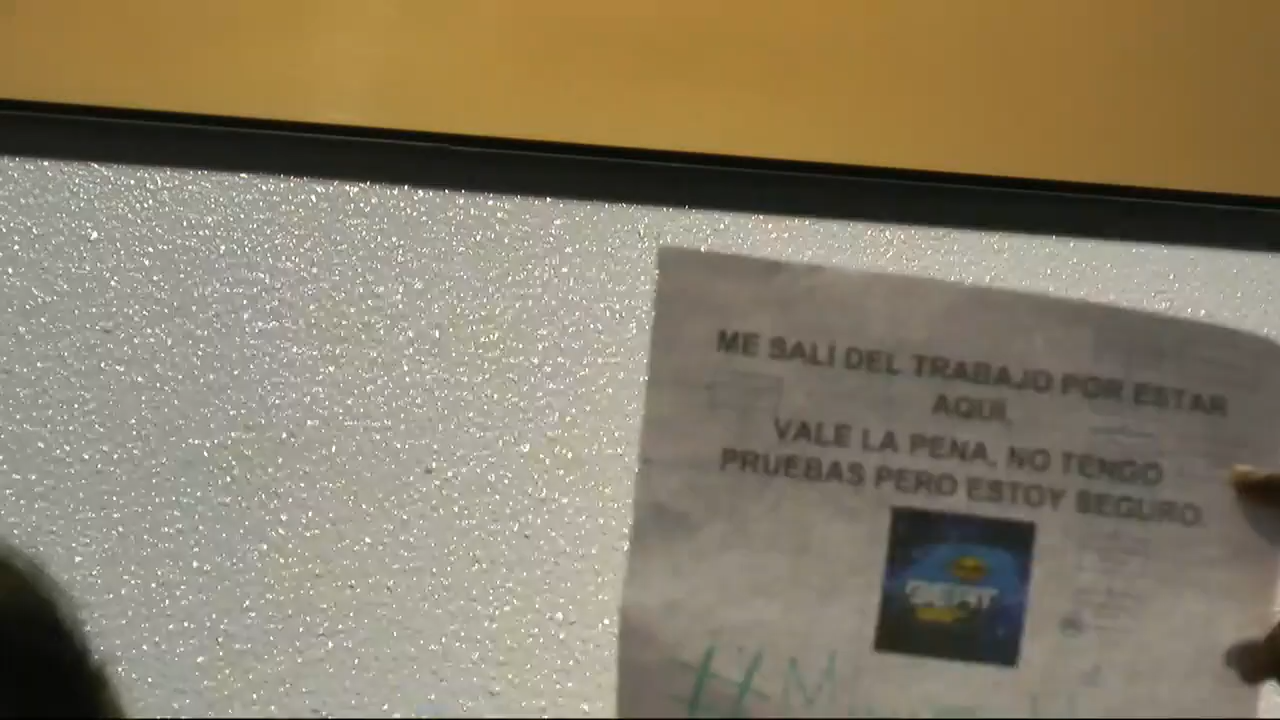 ME SALI DEL TRABAJO POR ESTAR
AQUI,
VALE LA PENA, NO TENGO
PRUEBAS PERO ESTOY SEGURO.
#M